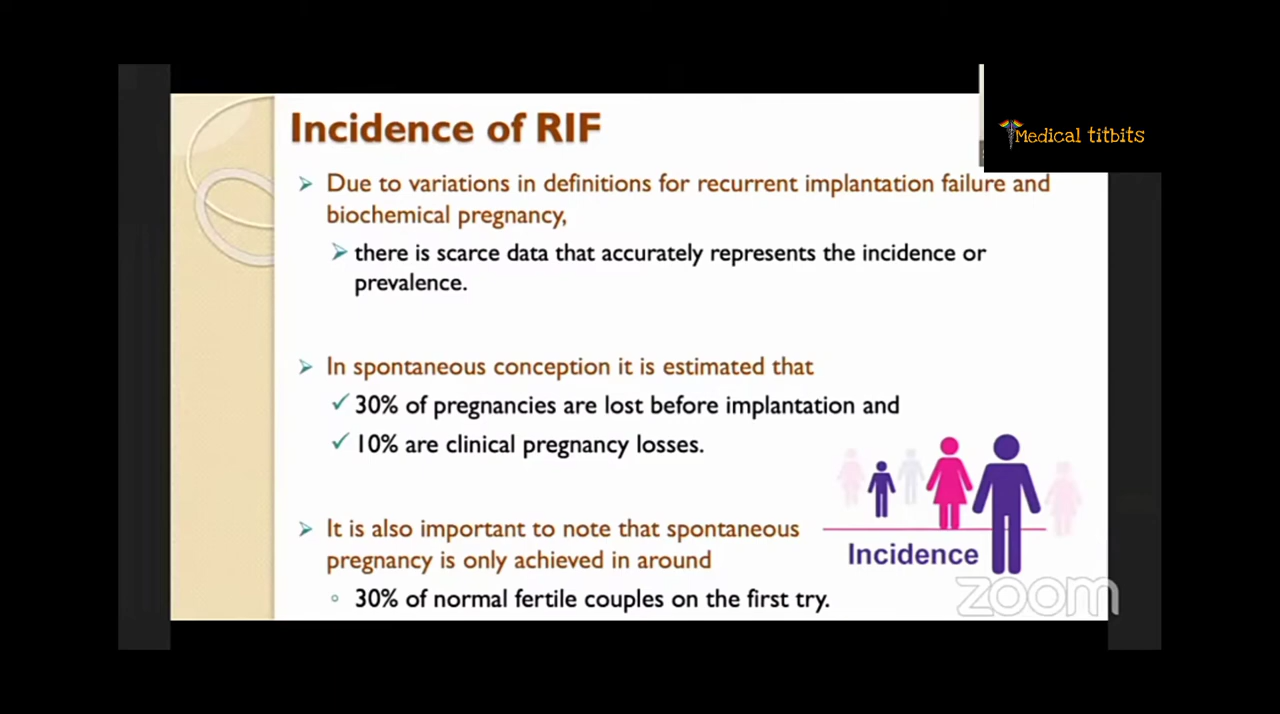 Incidence of RIF
Medical titbits
➢ Due to variations in definitions for recurrent implantation failure and
biochemical pregnancy,
➢ there is scarce data that accurately represents the incidence or
prevalence.
➢ In spontaneous conception it is estimated that
✓ 30% of pregnancies are lost before implantation and
✓ 10% are clinical pregnancy losses.
➢ It is also important to note that spontaneous
pregnancy is only achieved in around
◦ 30% of normal fertile couples on the first try.
Incidence
zoom